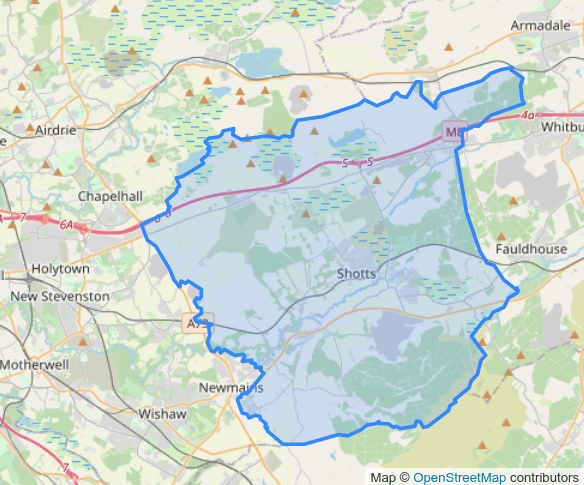 Armadale
Airdrie
4a
M8
Whitbu
e
5
5
Chapelhall
7
6A
6
Fauldhouse
Holytown
Shotts
New Stevenston
A73
Motherwell
Newmains
Wishaw
7
Map © OpenStreetMap contributors